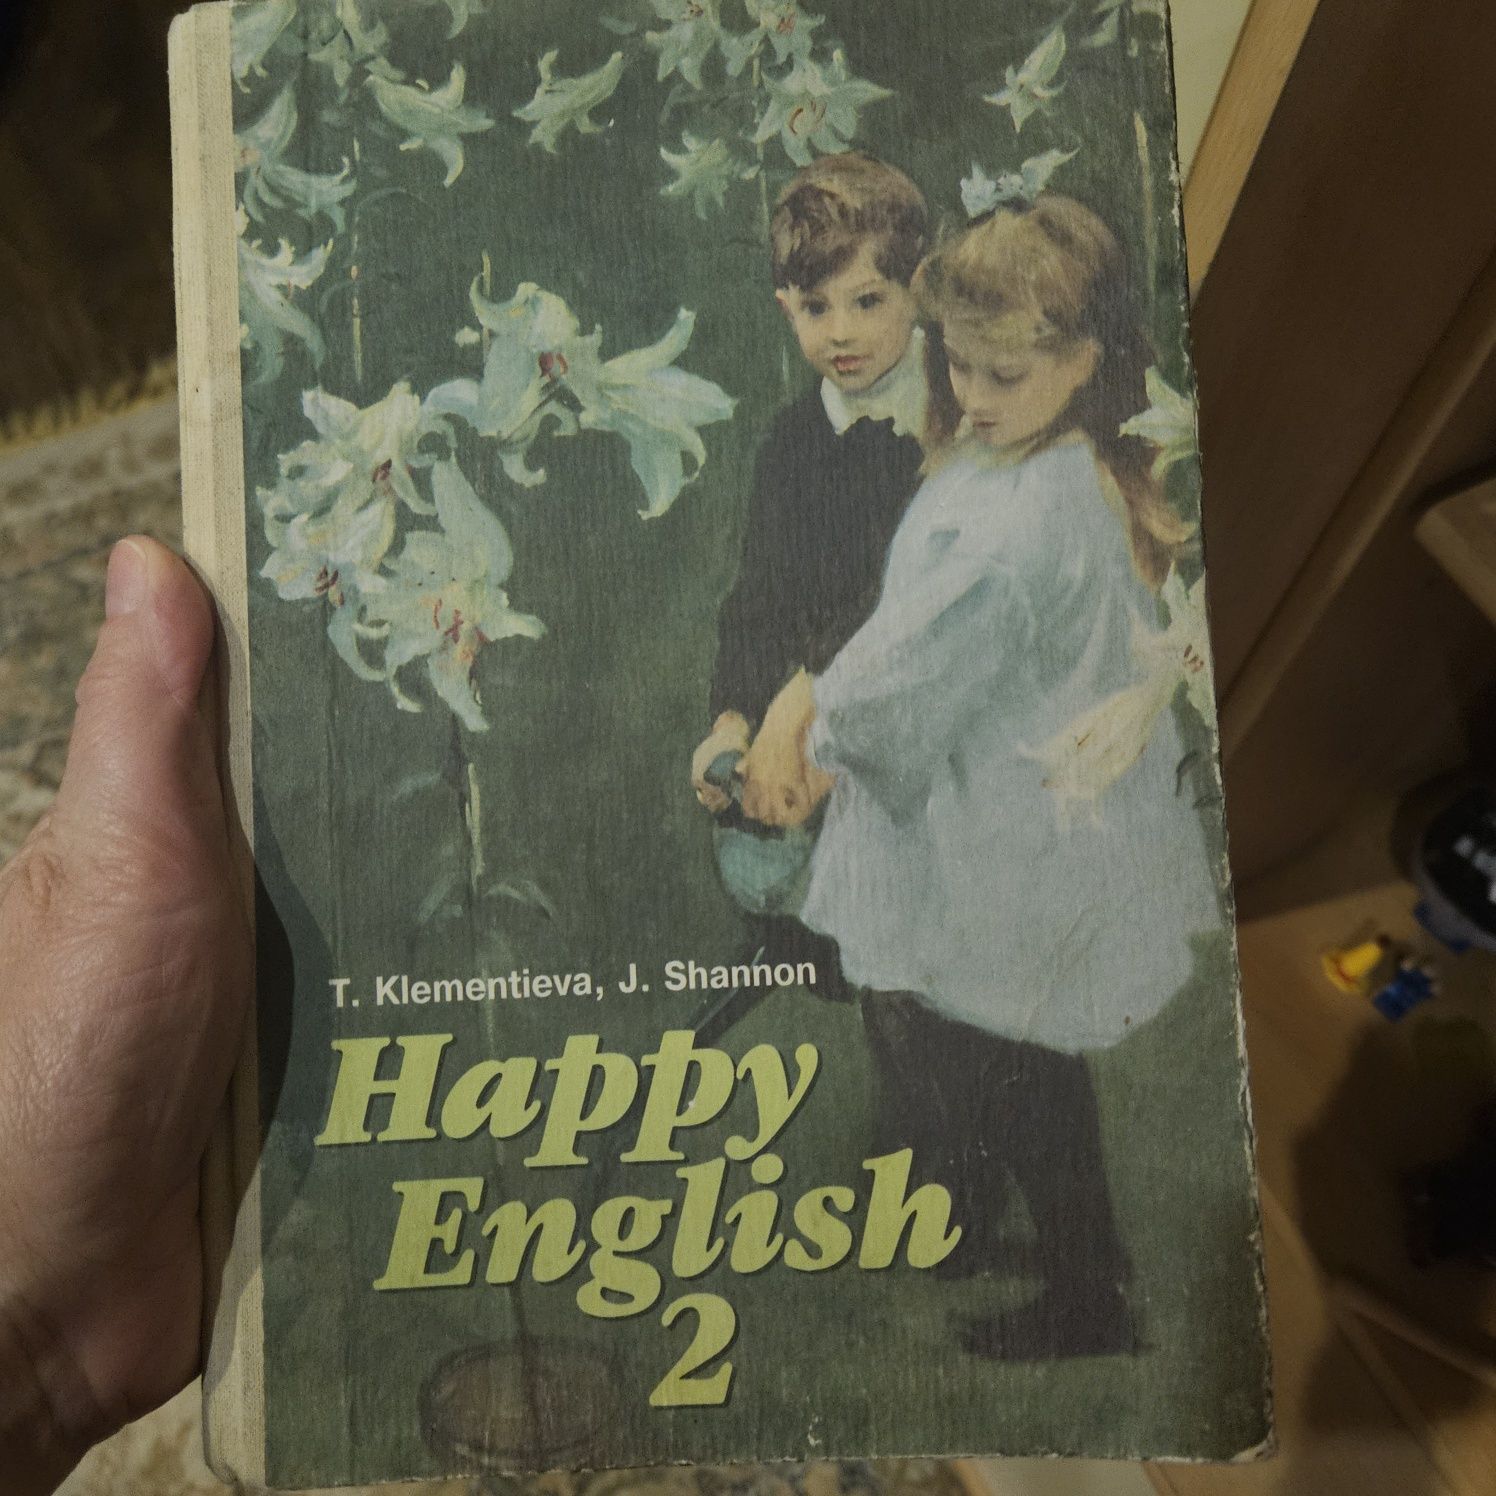 T. Klementieva, J. Shannon
Happy
English
2